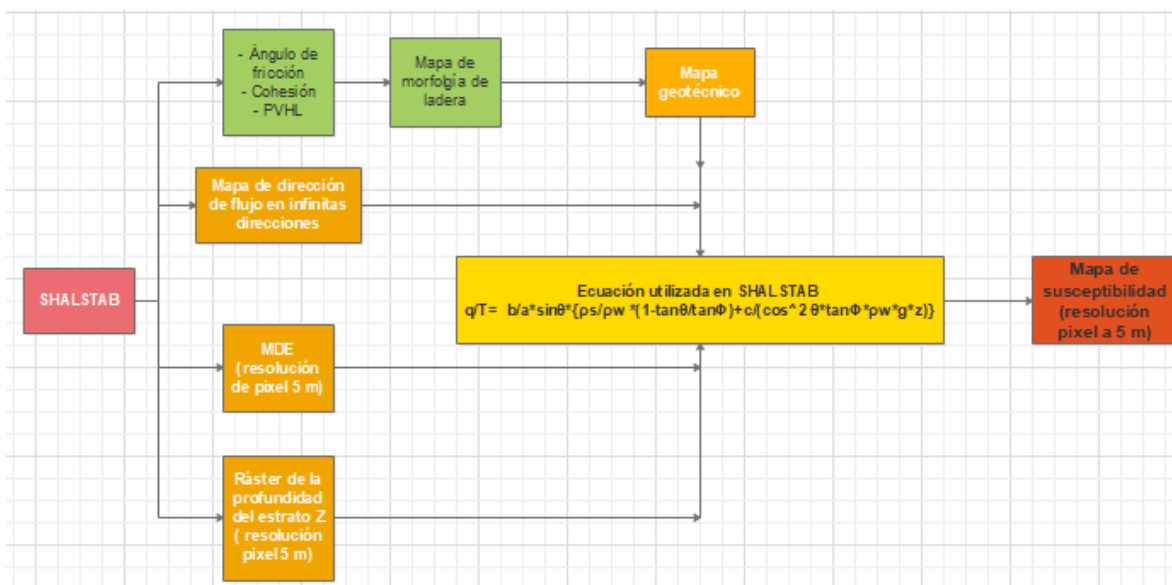 - Ángulo de
fricción
- Cohesión
- PVHL
Mapa de
morfolgía de
ladera
Mapa
geotécnico
Mapa de dirección
de flujo en infinitas
direcciones
SHALSTAB
Ecuación utilizada en SHALSTAB
q/T= b/a*sinθ*{ρs/ρw *(1-tanθ/tanΦ)+c/(cos^2 θ*tanΦ*ρw*g*z)}
Mapa de
susceptibilidad
(resolución
pixel a 5 m)
MDE
(resolución
de pixel 5 m)
Ráster de la
profundidad
del estrato Z
( resolución
pixel 5 m)